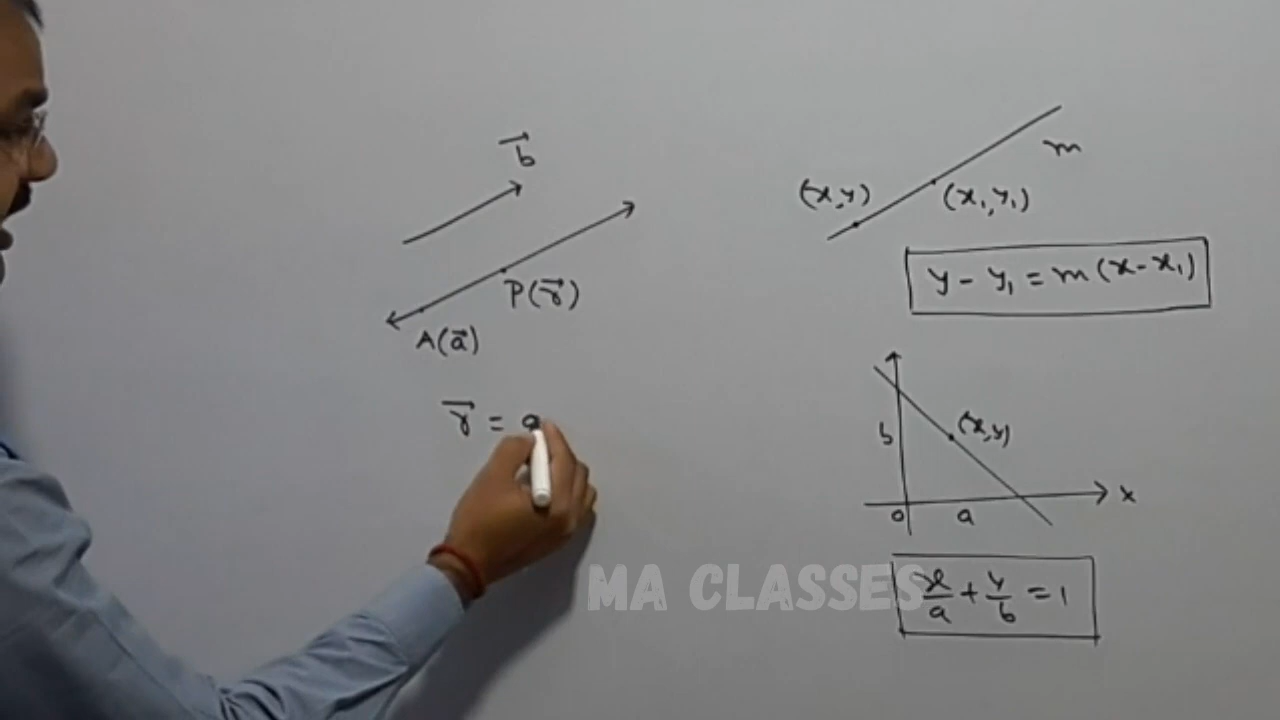 b⃗
P(r⃗)
A(a⃗)
r⃗ = a
m
(x,y)
(x₁,y₁)
y - y₁ = m(x-x₁)
b
(x,y)
x
o
a
x/a + y/b = 1
MA CLASSES